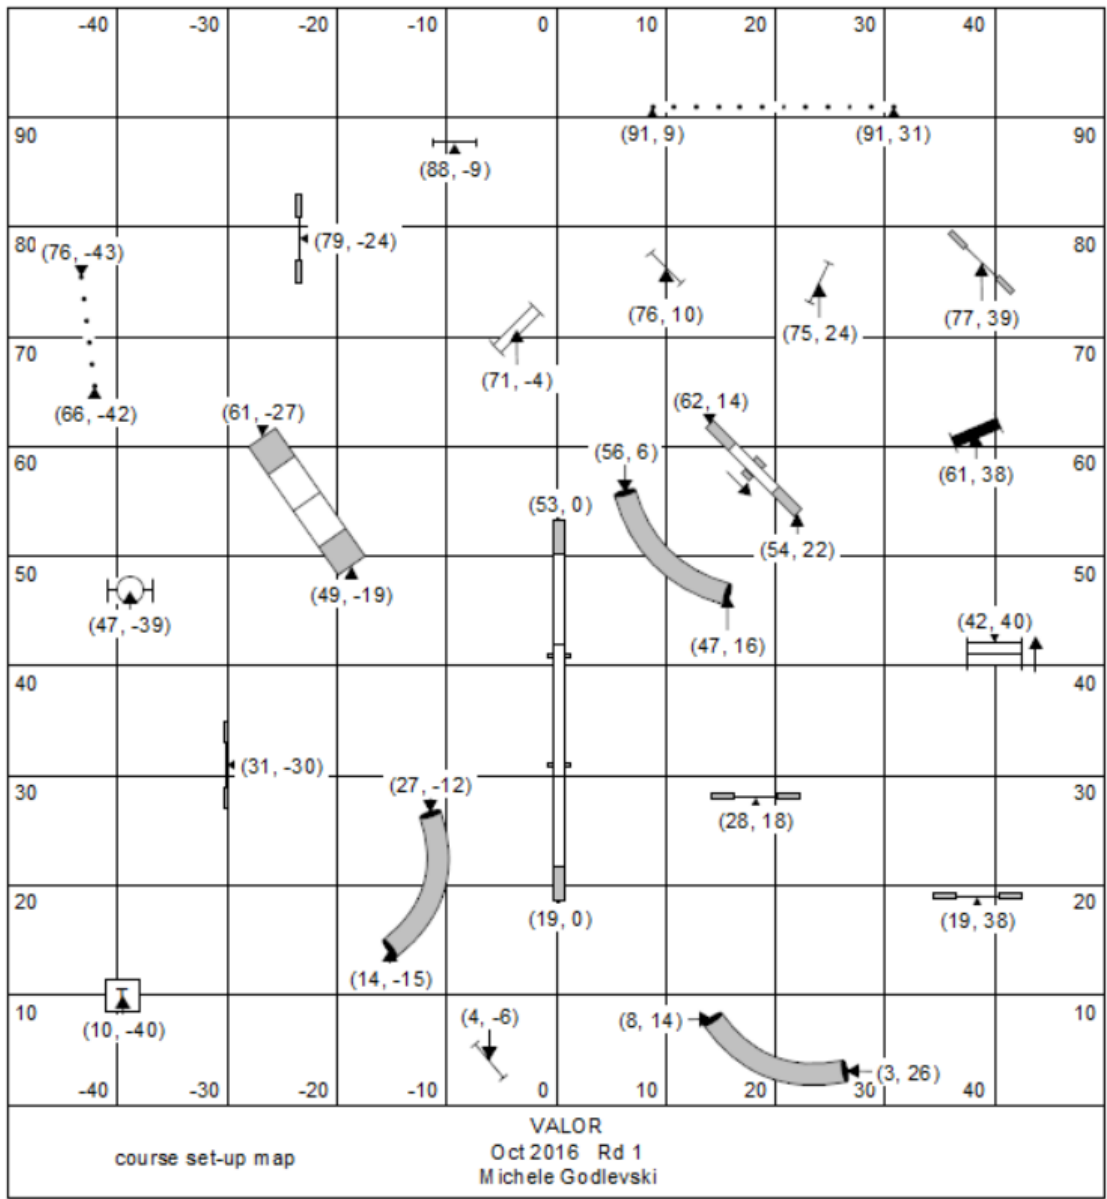 -40 -30 -20 -10 0 10 20 30 40
(91, 9) (91, 31)
90 90
(88, -9)
80 (76, -43) (79, -24) 80
(76, 10) (75, 24) (77, 39)
70 70
(71, -4)
(66, -42) (61, -27) (62, 14)
60 (56, 6) 60
(61, 38)
(53, 0)
(54, 22)
50 50
(49, -19)
(47, -39) (42, 40)
(47, 16)
40 40
(31, -30)
30 (27, -12) 30
(28, 18)
20 20
(19, 0) (19, 38)
(14, -15)
10 10
(10, -40) (4, -6) (8, 14)
(3, 26)
-40 -30 -20 -10 0 10 20 30 40
VALOR
Oct 2016 Rd 1
course set-up map
Michele Godlevski